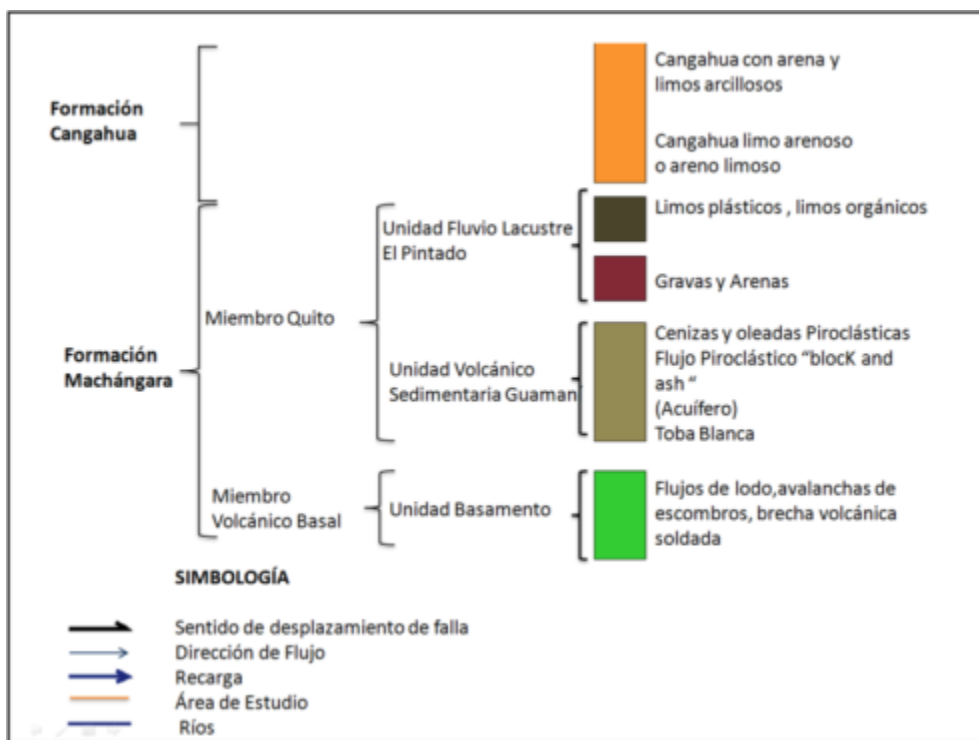 Formación
Cangahua
Cangahua con arena y
limos arcillosos
Cangahua limo arenoso
o areno limoso
Formación
Machángara
Miembro Quito
Unidad Fluvio Lacustre
El Pintado
Limos plásticos , limos orgánicos
Gravas y Arenas
Unidad Volcánico
Sedimentaria Guaman
Cenizas y oleadas Piroclásticas
Flujo Piroclástico “blocK and
ash “
(Acuífero)
Toba Blanca
Miembro
Volcánico Basal
Unidad Basamento
Flujos de lodo,avalanchas de
escombros, brecha volcánica
soldada
SIMBOLOGÍA
Sentido de desplazamiento de falla
Dirección de Flujo
Recarga
Área de Estudio
Ríos